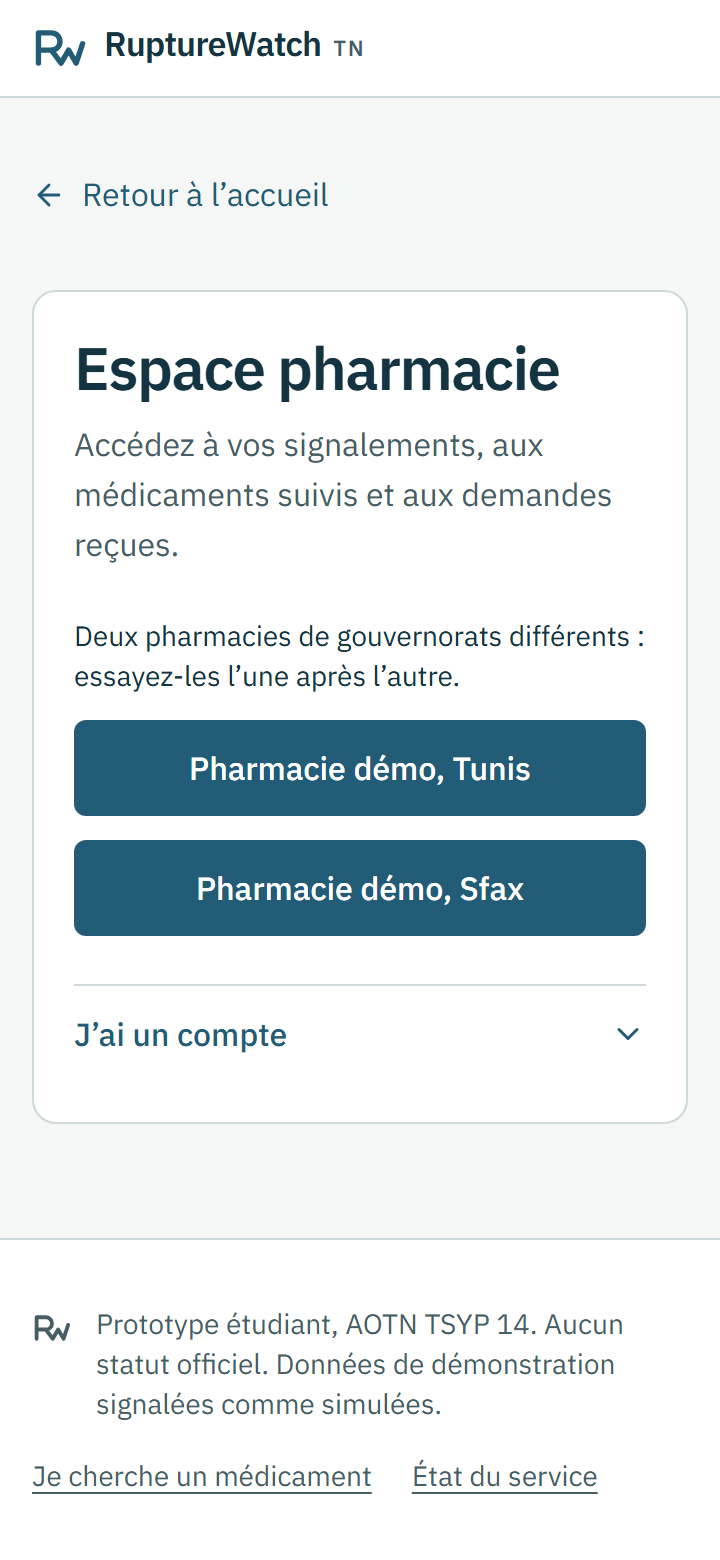 RW RuptureWatch TN
← Retour à l’accueil
Espace pharmacie
Accédez à vos signalements, aux
médicaments suivis et aux demandes
reçues.
Deux pharmacies de gouvernorats différents :
essayez-les l’une après l’autre.
Pharmacie démo, Tunis
Pharmacie démo, Sfax
J’ai un compte
RW Prototype étudiant, AOTN TSYP 14. Aucun
statut officiel. Données de démonstration
signalées comme simulées.
Je cherche un médicament État du service